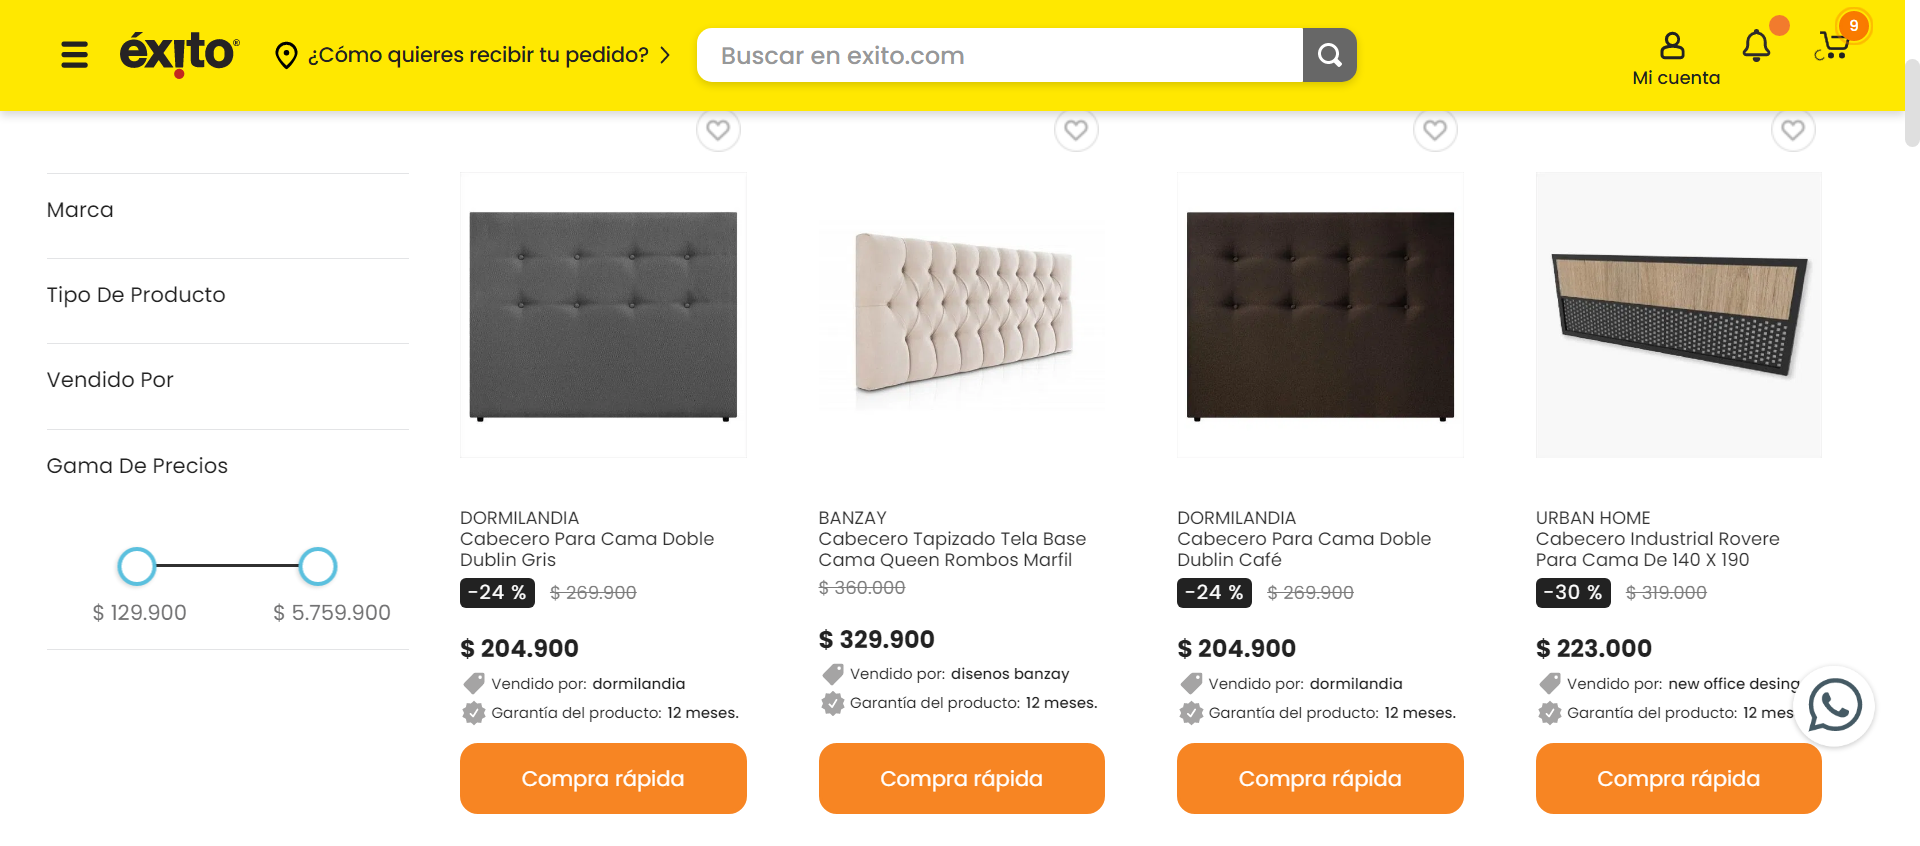 éxito®
¿Cómo quieres recibir tu pedido?
Buscar en exito.com
Mi cuenta
9
Marca
Tipo De Producto
Vendido Por
Gama De Precios
$ 129.900
$ 5.759.900
DORMILANDIA
Cabecero Para Cama Doble
Dublin Gris
-24 % $ 269.900
$ 204.900
Vendido por: dormilandia
Garantía del producto: 12 meses.
Compra rápida
BANZAY
Cabecero Tapizado Tela Base
Cama Queen Rombos Marfil
$ 360.000
$ 329.900
Vendido por: disenos banzay
Garantía del producto: 12 meses.
Compra rápida
DORMILANDIA
Cabecero Para Cama Doble
Dublin Café
-24 % $ 269.900
$ 204.900
Vendido por: dormilandia
Garantía del producto: 12 meses.
Compra rápida
URBAN HOME
Cabecero Industrial Rovere
Para Cama De 140 X 190
-30 % $ 319.000
$ 223.000
Vendido por: new office desing
Garantía del producto: 12 mes
Compra rápida